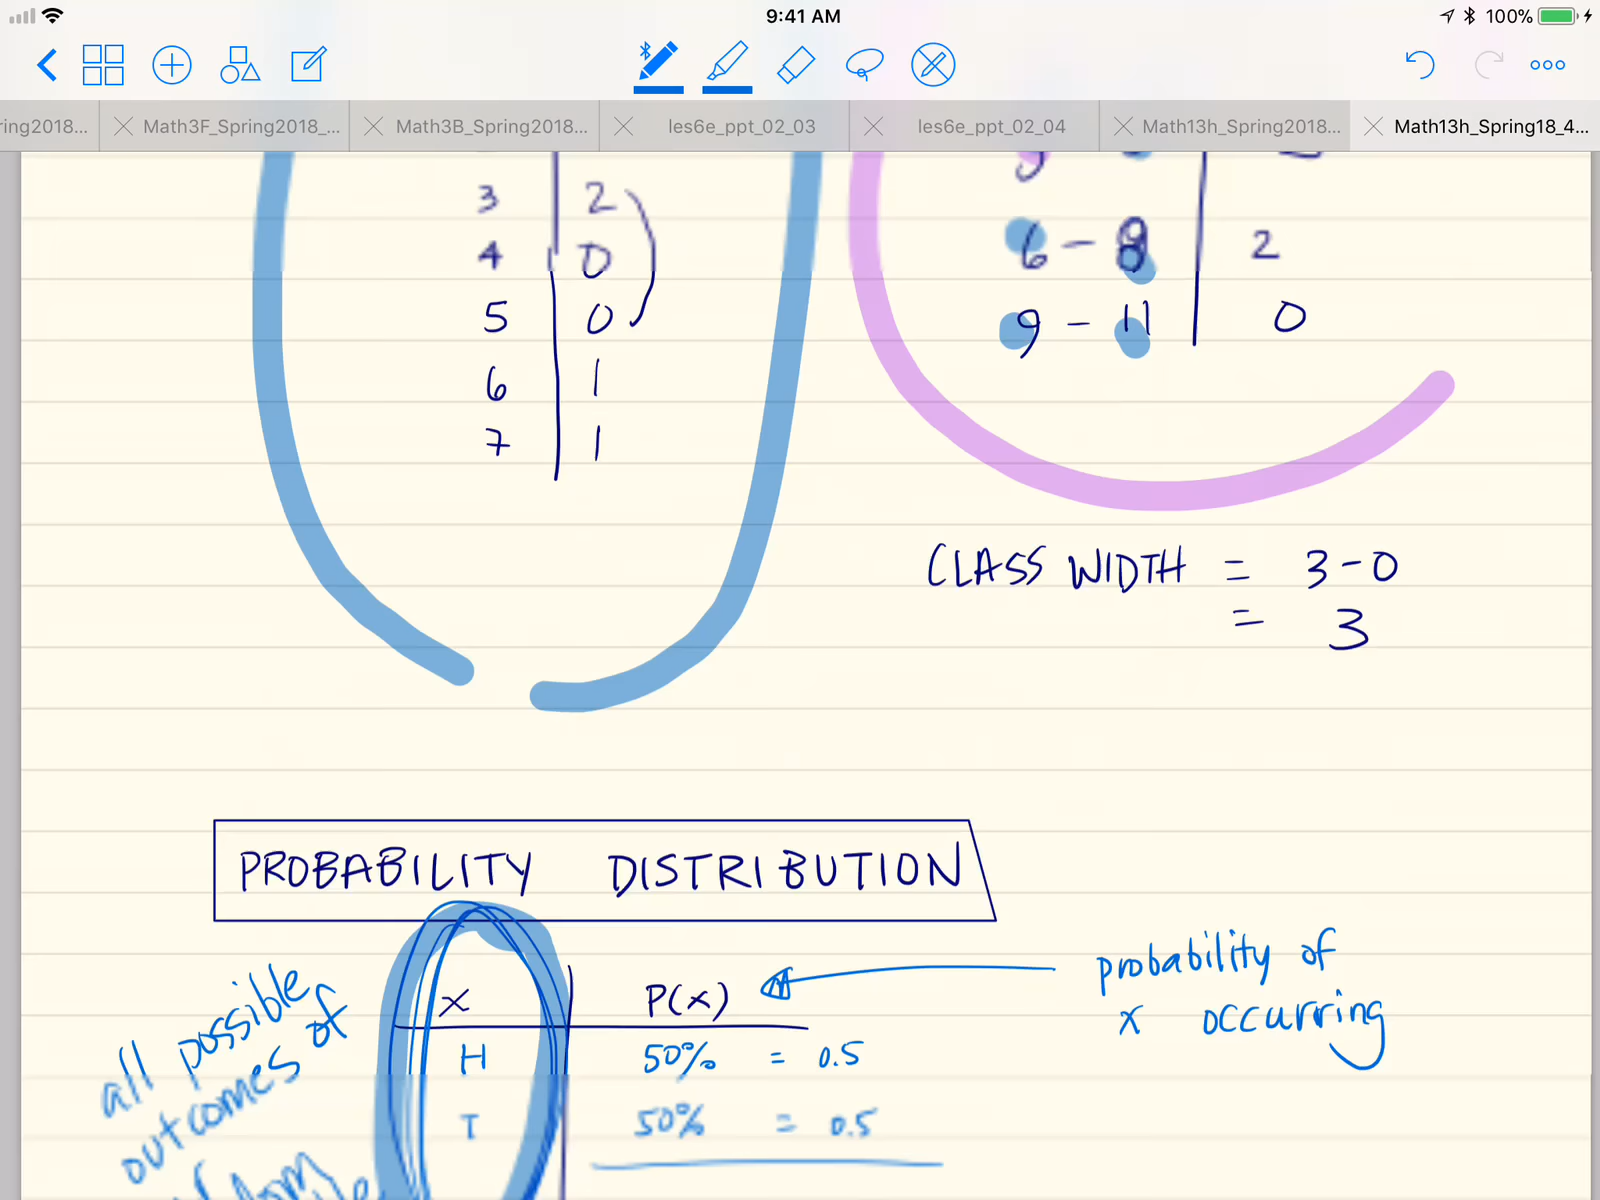 9:41 AM
100%
ing2018...
Math3F_Spring2018_...
Math3B_Spring2018...
les6e_ppt_02_03
les6e_ppt_02_04
Math13h_Spring2018...
Math13h_Spring18_4...
3 2
4 0
5 0
6 1
7 1
6 - 8 2
9 - 11 0
CLASS WIDTH = 3-0
= 3
PROBABILITY DISTRIBUTION
x P(x)
H 50% = 0.5
T 50% = 0.5
probability of
x occurring
all possible
outcomes of